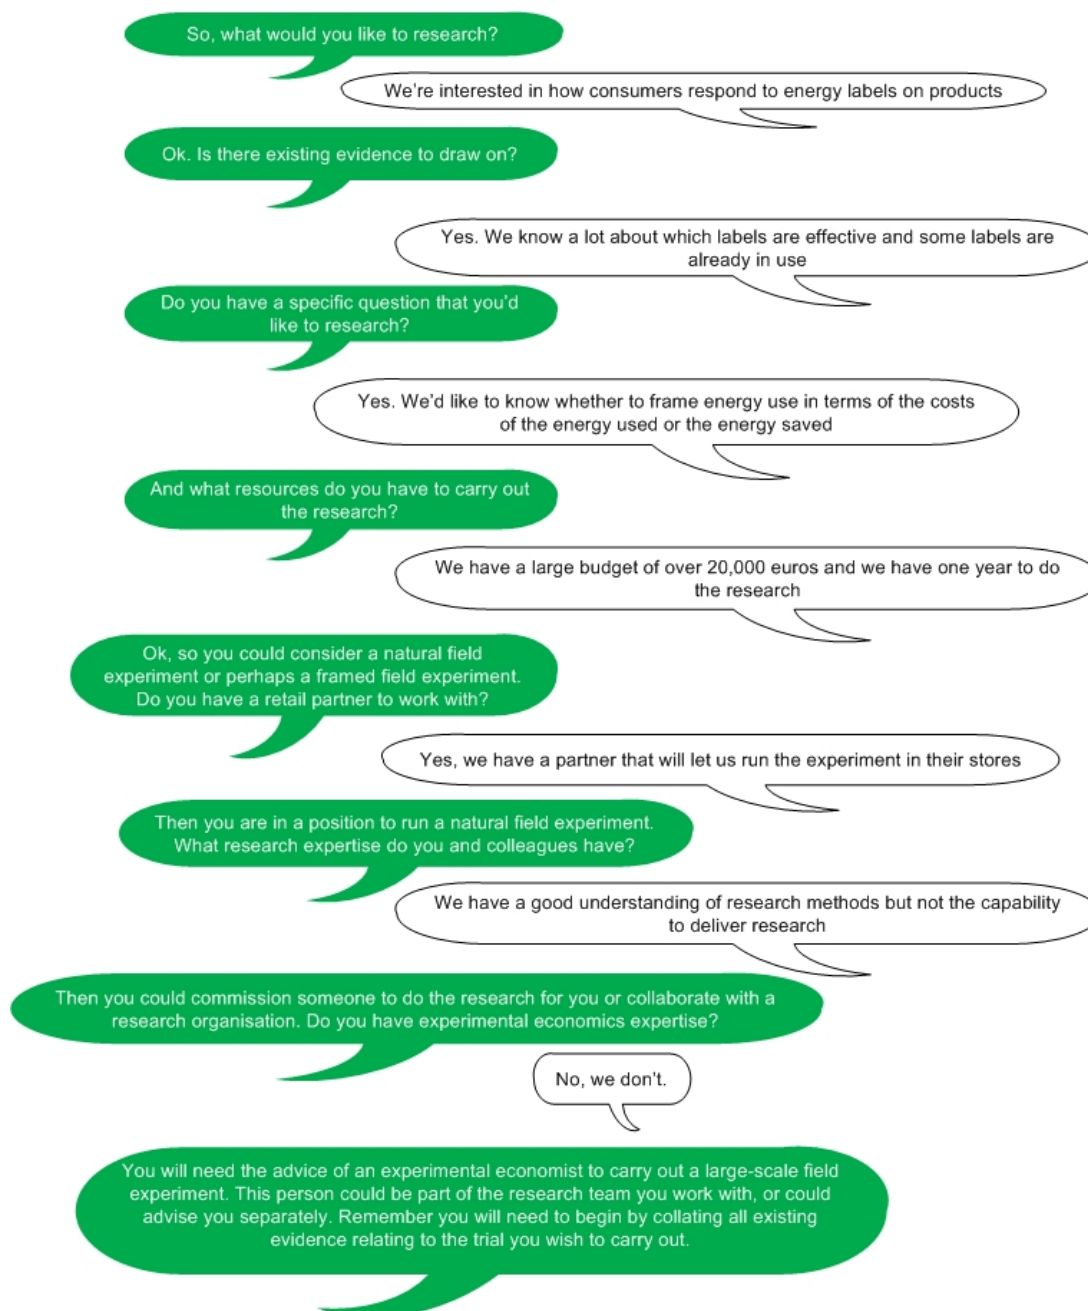 So, what would you like to research?
We're interested in how consumers respond to energy labels on products
Ok. Is there existing evidence to draw on?
Yes. We know a lot about which labels are effective and some labels are
already in use
Do you have a specific question that you'd
like to research?
Yes. We'd like to know whether to frame energy use in terms of the costs
of the energy used or the energy saved
And what resources do you have to carry out
the research?
We have a large budget of over 20,000 euros and we have one year to do
the research
Ok, so you could consider a natural field
experiment or perhaps a framed field experiment.
Do you have a retail partner to work with?
Yes, we have a partner that will let us run the experiment in their stores
Then you are in a position to run a natural field experiment.
What research expertise do you and colleagues have?
We have a good understanding of research methods but not the capability
to deliver research
Then you could commission someone to do the research for you or collaborate with a
research organisation. Do you have experimental economics expertise?
No, we don't.
You will need the advice of an experimental economist to carry out a large-scale field
experiment. This person could be part of the research team you work with, or could
advise you separately. Remember you will need to begin by collating all existing
evidence relating to the trial you wish to carry out.